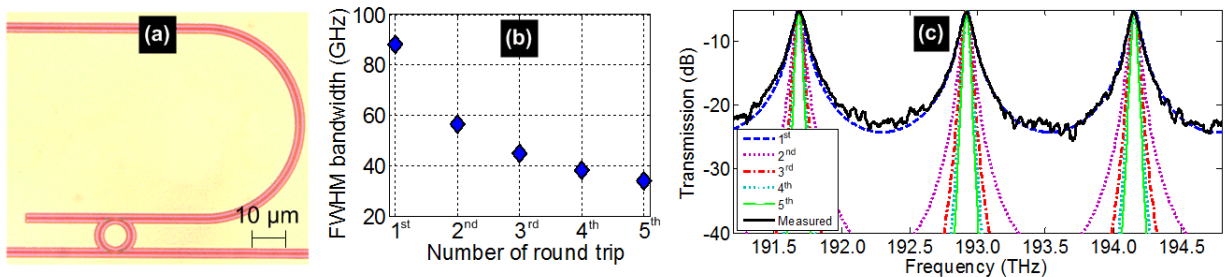 (a)
10 µm
(b)
FWHM bandwidth (GHz)
100
80
60
40
20
1st
2nd
3rd
4th
5th
Number of round trip
(c)
Transmission (dB)
-5
-20
-30
-40
1st
2nd
3rd
4th
5th
Measured
191.5
192.0
192.5
193.0
193.5
194.0
194.5
Frequency (THz)